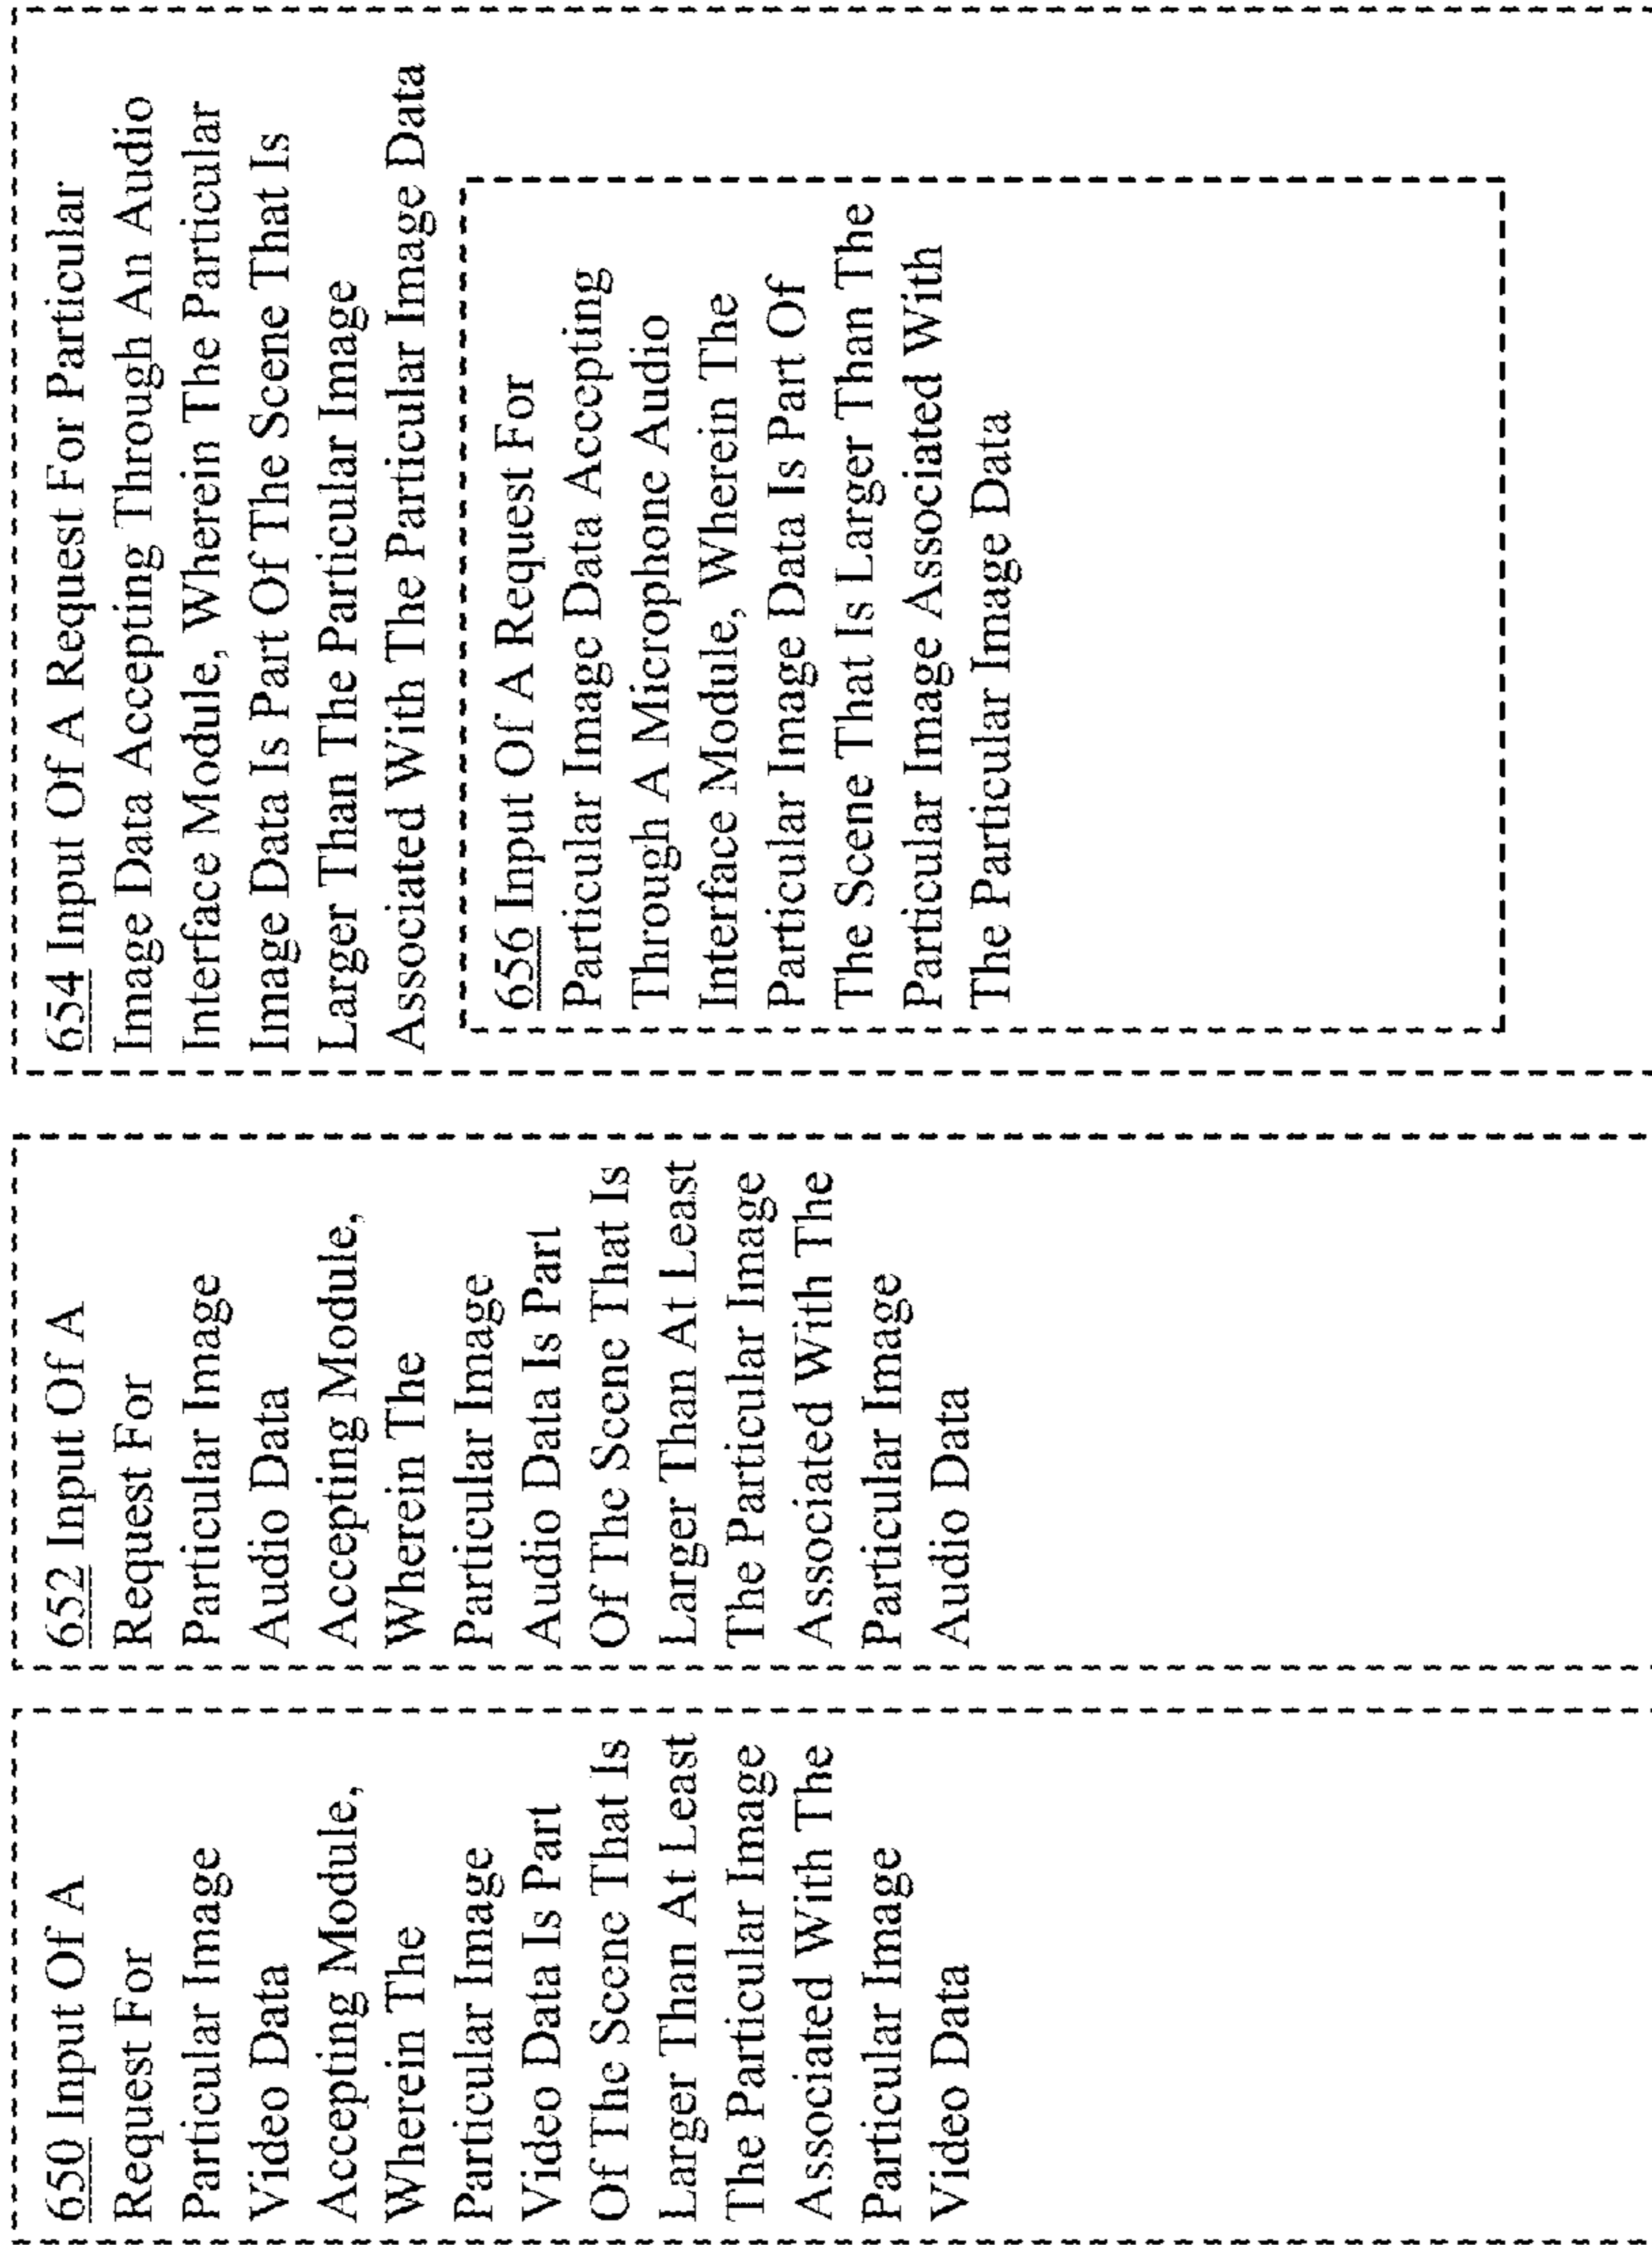 650 Input Of A
Request For
Particular Image
Video Data
Accepting Module,
Wherein The
Particular Image
Video Data Is Part
Of The Scene That Is
Larger Than At Least
The Particular Image
Associated With The
Particular Image
Video Data
652 Input Of A
Request For
Particular Image
Audio Data
Accepting Module,
Wherein The
Particular Image
Audio Data Is Part
Of The Scene That Is
Larger Than At Least
The Particular Image
Associated With The
Particular Image
Audio Data
654 Input Of A Request For Particular
Image Data Accepting Through An Audio
Interface Module, Wherein The Particular
Image Data Is Part Of The Scene That Is
Larger Than The Particular Image
Associated With The Particular Image Data
656 Input Of A Request For
Particular Image Data Accepting
Through A Microphone Audio
Interface Module, Wherein The
Particular Image Data Is Part Of
The Scene That Is Larger Than The
Particular Image Associated With
The Particular Image Data